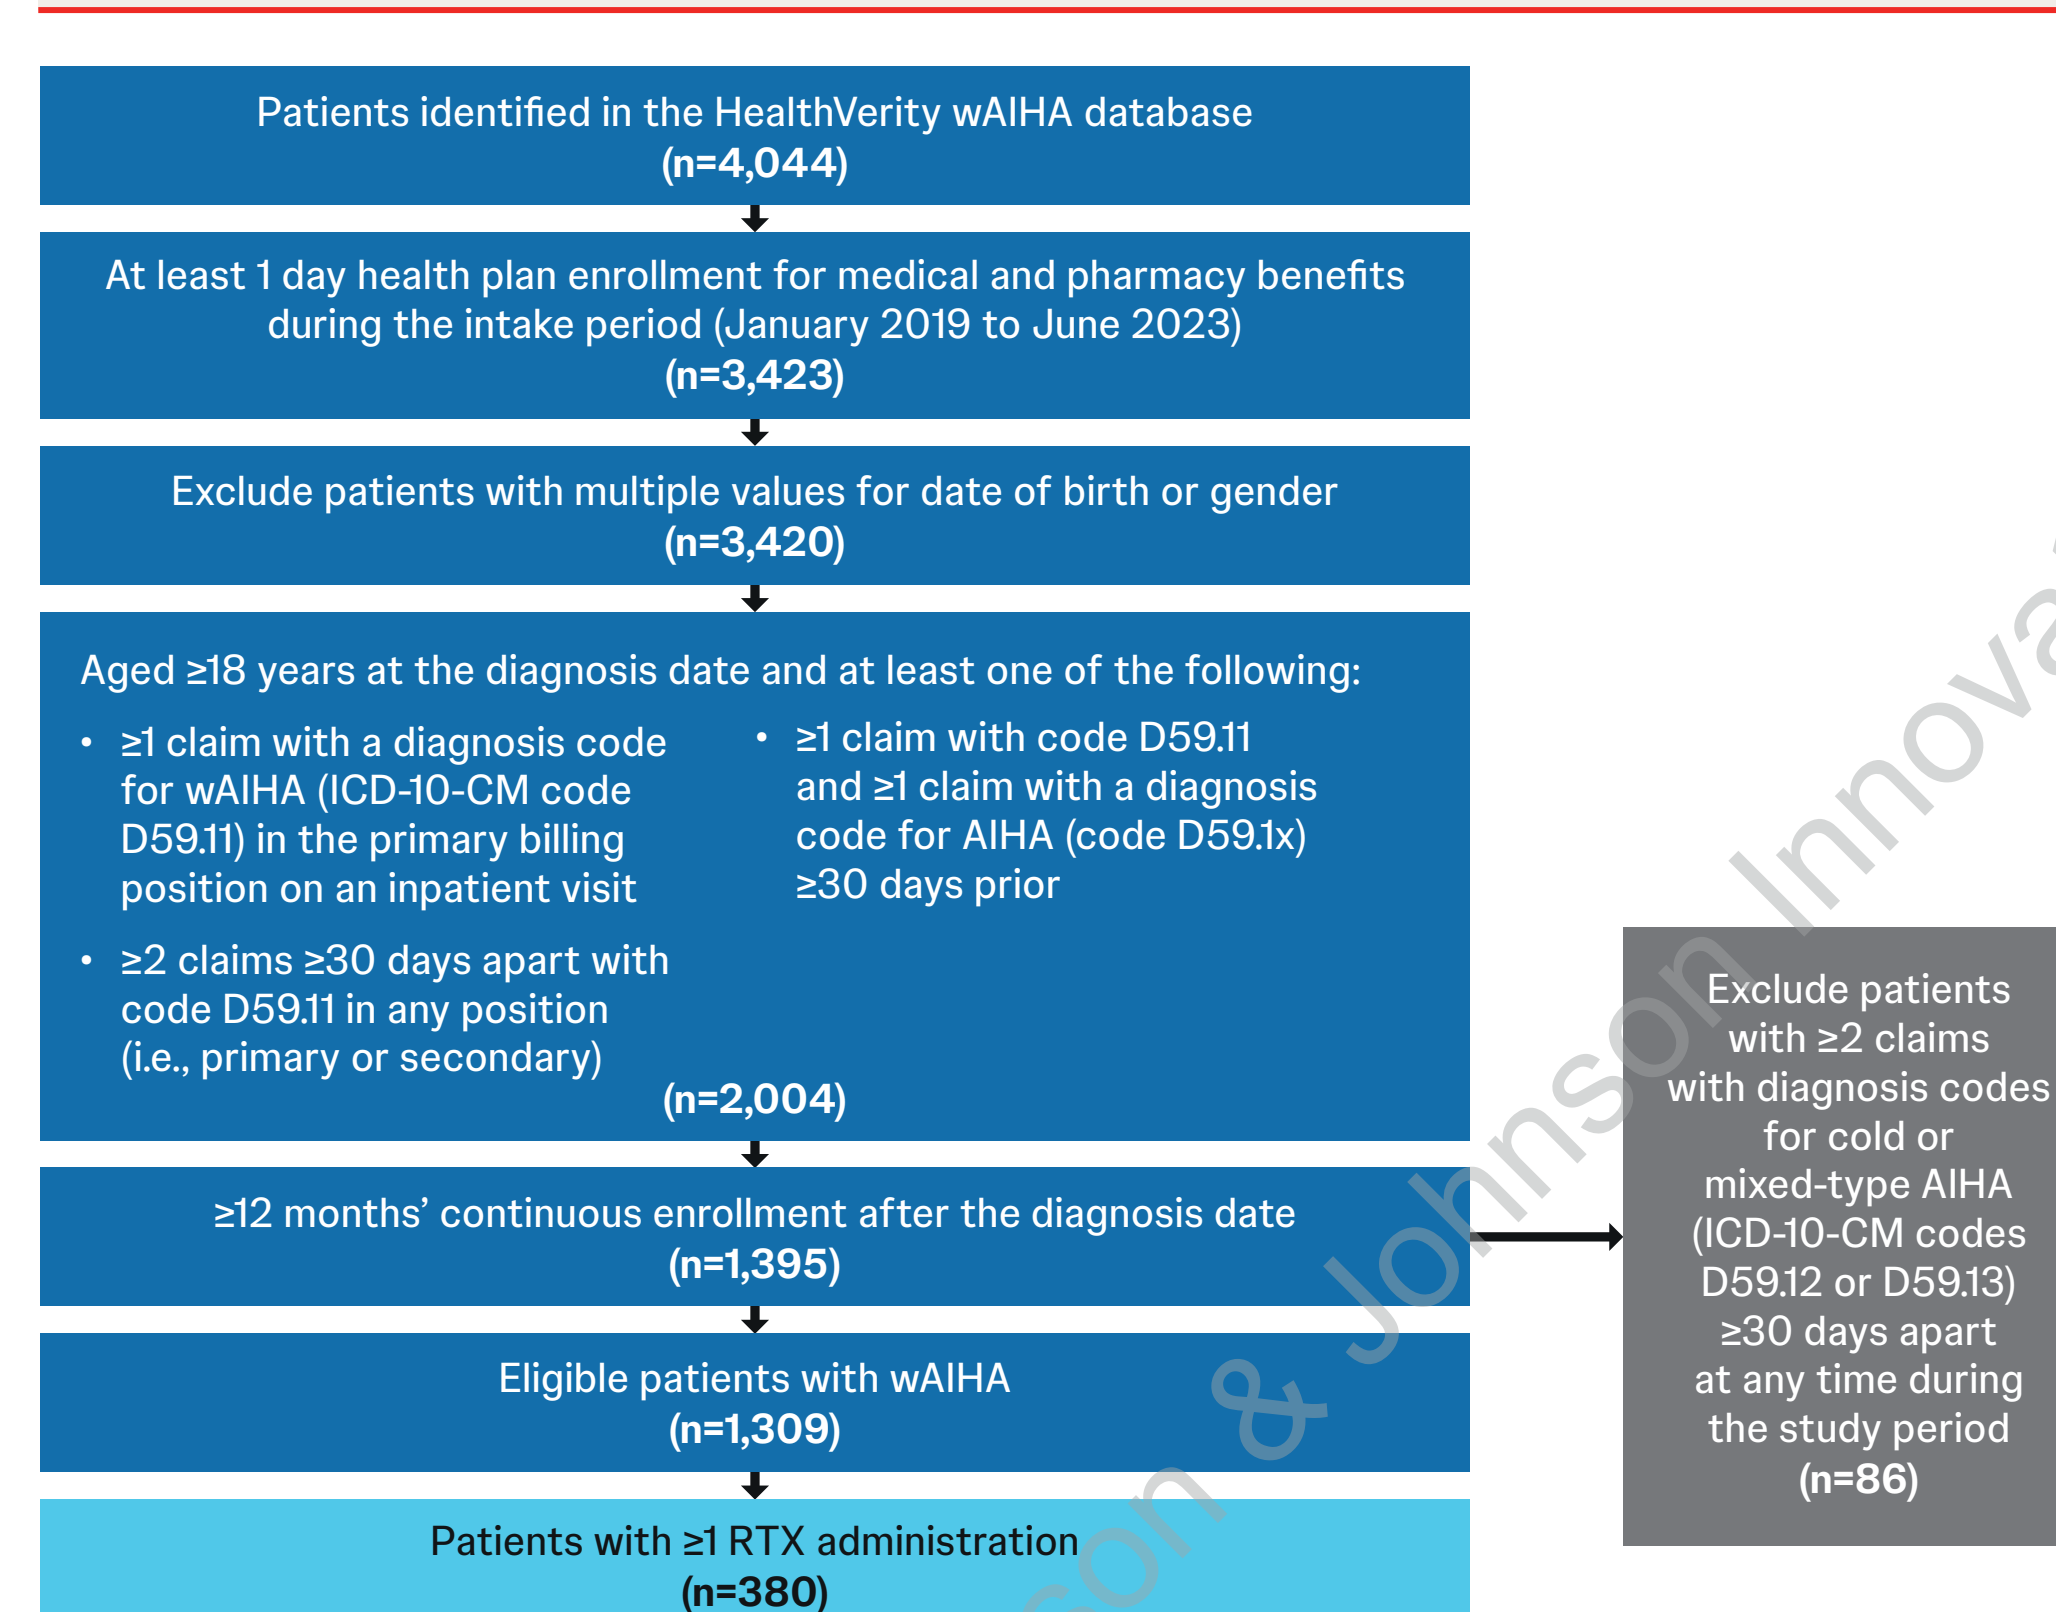 Patients identified in the HealthVerity wAIHA database
(n=4,044)
At least 1 day health plan enrollment for medical and pharmacy benefits
during the intake period (January 2019 to June 2023)
(n=3,423)
Exclude patients with multiple values for date of birth or gender
(n=3,420)
Aged ≥18 years at the diagnosis date and at least one of the following:
• ≥1 claim with a diagnosis code
for wAIHA (ICD-10-CM code
D59.11) in the primary billing
position on an inpatient visit
• ≥2 claims ≥30 days apart with
code D59.11 in any position
(i.e., primary or secondary)
• ≥1 claim with code D59.11
and ≥1 claim with a diagnosis
code for AIHA (code D59.1x)
≥30 days prior
(n=2,004)
≥12 months’ continuous enrollment after the diagnosis date
(n=1,395)
Exclude patients
with ≥2 claims
with diagnosis codes
for cold or
mixed-type AIHA
(ICD-10-CM codes
D59.12 or D59.13)
≥30 days apart
at any time during
the study period
(n=86)
Eligible patients with wAIHA
(n=1,309)
Patients with ≥1 RTX administration
(n=380)
son & Johnson Innova